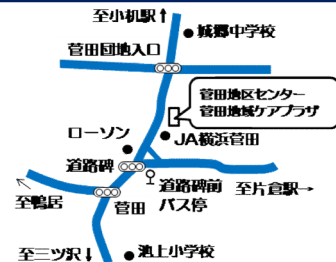 至小机駅↑
城郷中学校
菅田団地入口
菅田地区センター
菅田地域ケアプラザ
ローソン
JA横浜菅田
道路碑
道路碑前
バス停
至片倉駅→
至鴨居
菅田
至三ツ沢↓
池上小学校